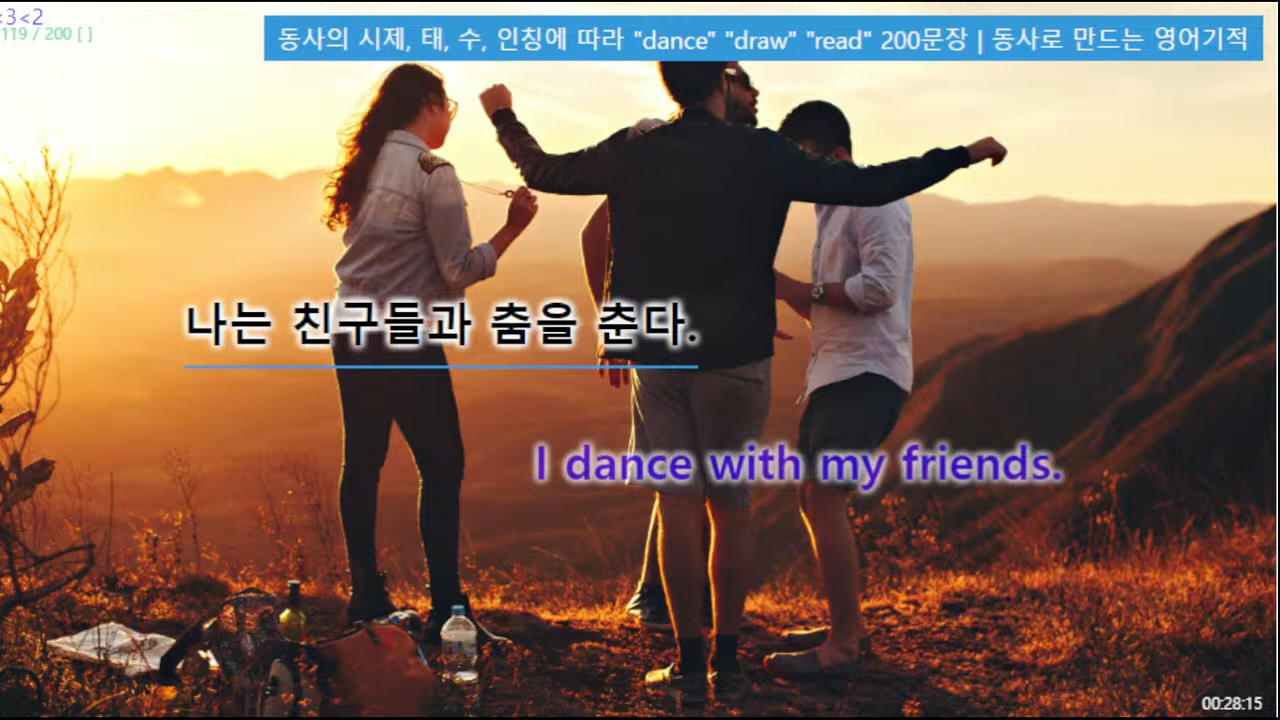 <3<2
119 / 200 [ ]
동사의 시제, 태, 수, 인칭에 따라 "dance" "draw" "read" 200문장 | 동사로 만드는 영어기적
나는 친구들과 춤을 춘다.
I dance with my friends.
00:28:15